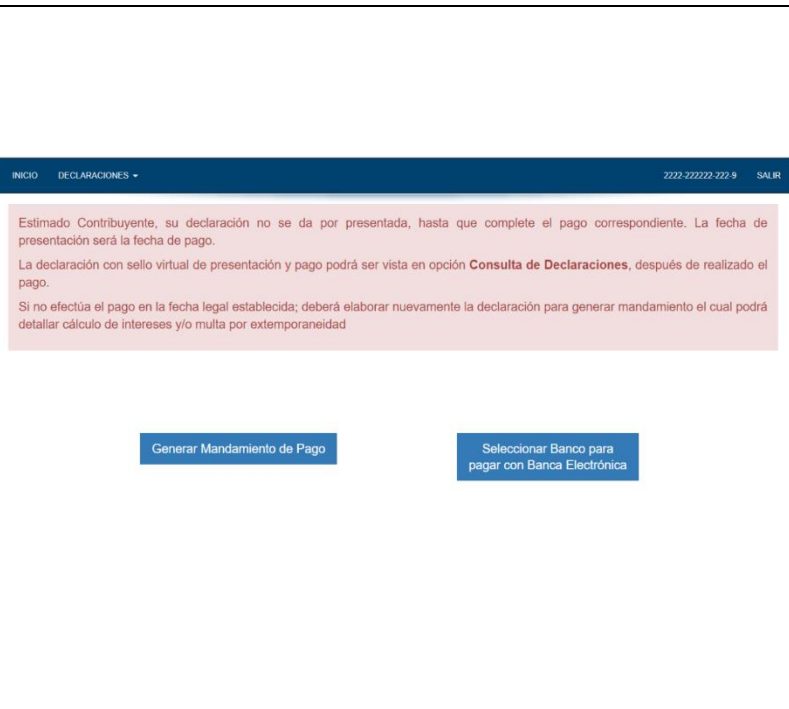 INICIO DECLARACIONES 2222-222222-222-9 SALIR
Estimado Contribuyente, su declaración no se da por presentada, hasta que complete el pago correspondiente. La fecha de
presentación será la fecha de pago.
La declaración con sello virtual de presentación y pago podrá ser vista en opción Consulta de Declaraciones, después de realizado el
pago.
Si no efectúa el pago en la fecha legal establecida; deberá elaborar nuevamente la declaración para generar mandamiento el cual podrá
detallar cálculo de intereses y/o multa por extemporaneidad
Generar Mandamiento de Pago
Seleccionar Banco para
pagar con Banca Electrónica